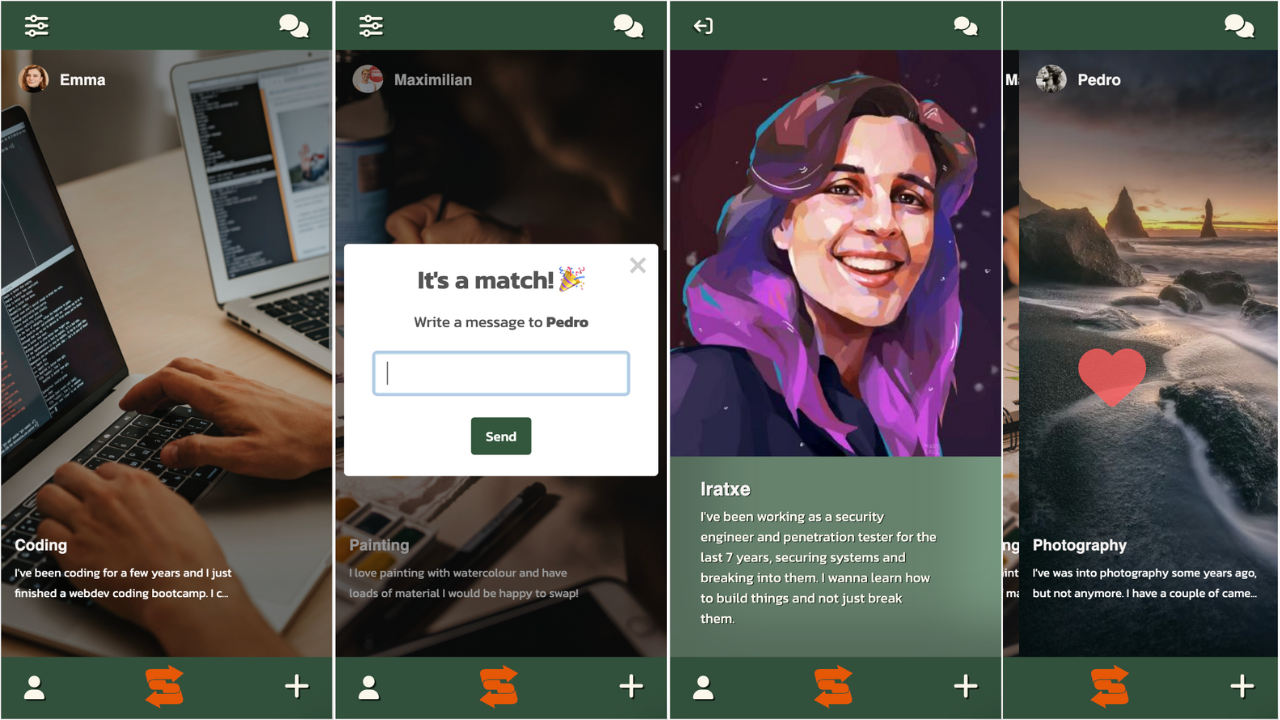 Emma
Coding
I've been coding for a few years and I just
finished a webdev coding bootcamp. I c...
Maximilian
It's a match!🎉
×
Write a message to Pedro
Send
Painting
I love painting with watercolour and have
loads of material I would be happy to swap!
Iratxe
I've been working as a security
engineer and penetration tester for the
last 7 years, securing systems and
breaking into them. I wanna learn how
to build things and not just break
them.
Pedro
Photography
I've was into photography some years ago,
but not anymore. I have a couple of came...